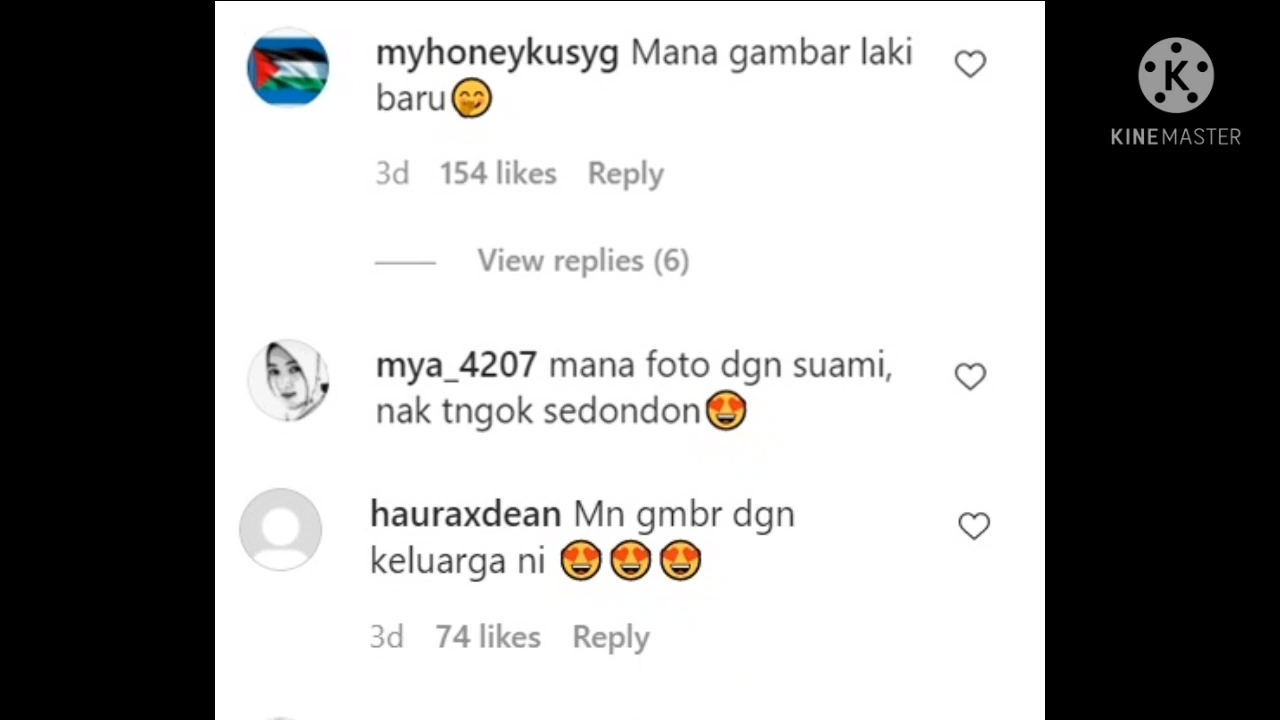 myhoneykusyg Mana gambar laki
baru🤭
3d 154 likes Reply
View replies (6)
mya_4207 mana foto dgn suami,
nak tngok sedondon😍
hauraxdean Mn gmbr dgn
keluarga ni 😍😍😍
3d 74 likes Reply
K
KINEMASTER